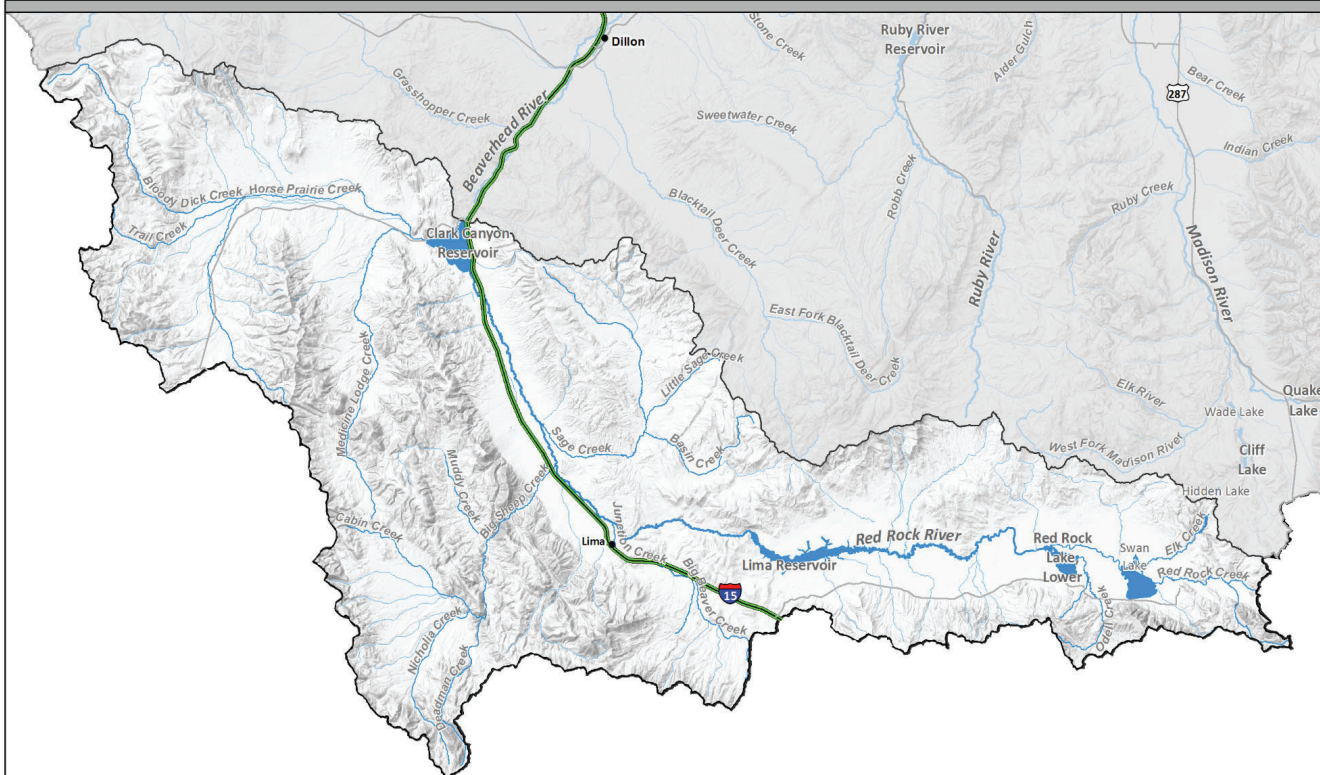 Dillon
Stone Creek
Ruby River
Reservoir
Alder Gulch
287
Bear Creek
Grasshopper Creek
Beaverhead River
Sweetwater Creek
Indian Creek
Bloody Dick Creek
Horse Prairie Creek
Trail Creek
Clark Canyon
Reservoir
Blacktail Deer Creek
Robb Creek
Ruby Creek
Ruby River
Madison River
East Fork Blacktail Deer Creek
Medicine Lodge Creek
Little Sage Creek
Elk River
Quake
Lake
Wade Lake
Sage Creek
Basin Creek
West Fork Madison River
Cliff
Lake
Muddy Creek
Big Sheep Creek
Hidden Lake
Cabin Creek
Lima
Junction Creek
Red Rock River
Lima Reservoir
Red Rock
Lake
Lower
Swan
Lake
Elk Creek
Red Rock Creek
Big Beaver Creek
15
Odell Creek
Nicholia Creek
Deadman Creek